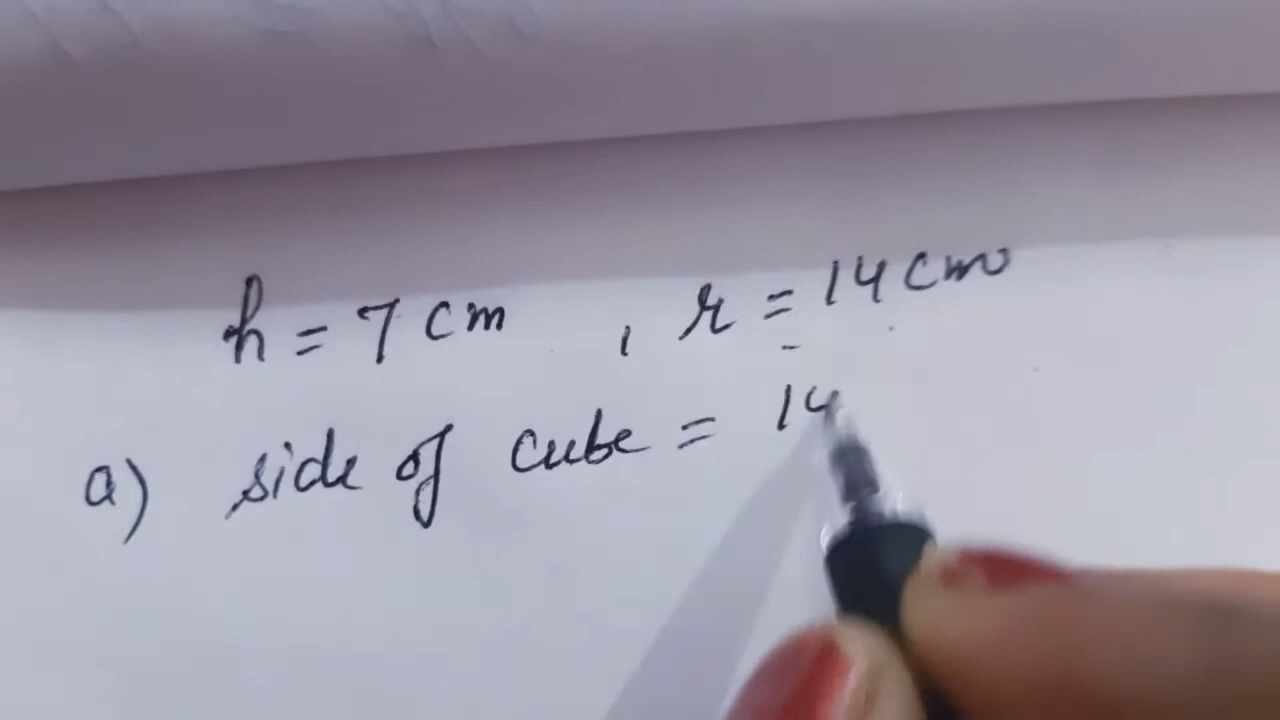 h = 7 cm , r = 14 cm
a) side of cube = 14